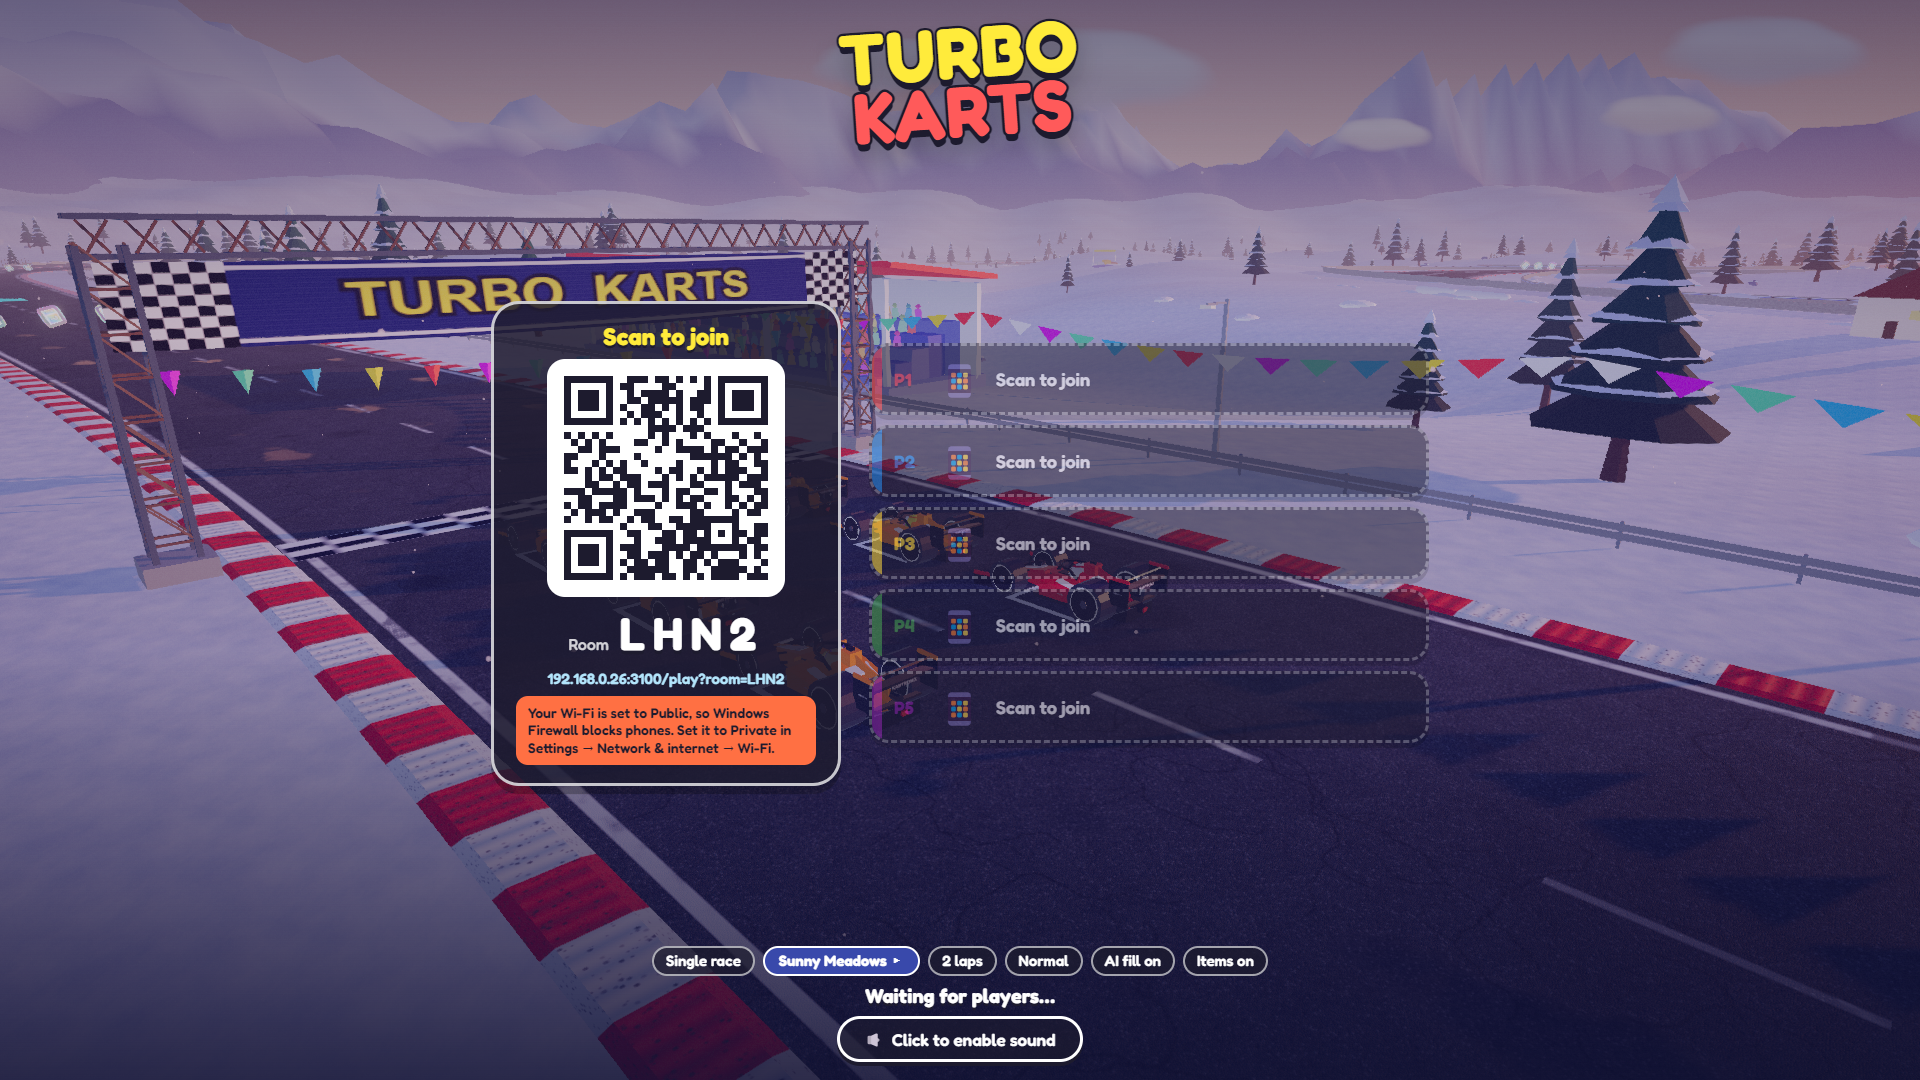 TURBO
KARTS
TURBO KARTS
Scan to join
Room LHN2
192.168.0.26:3100/play?room=LHN2
Your Wi-Fi is set to Public, so Windows
Firewall blocks phones. Set it to Private in
Settings → Network & internet → Wi-Fi.
P1 Scan to join
P2 Scan to join
P3 Scan to join
P4 Scan to join
P5 Scan to join
Single race Sunny Meadows ▸ 2 laps Normal AI fill on Items on
Waiting for players...
Click to enable sound